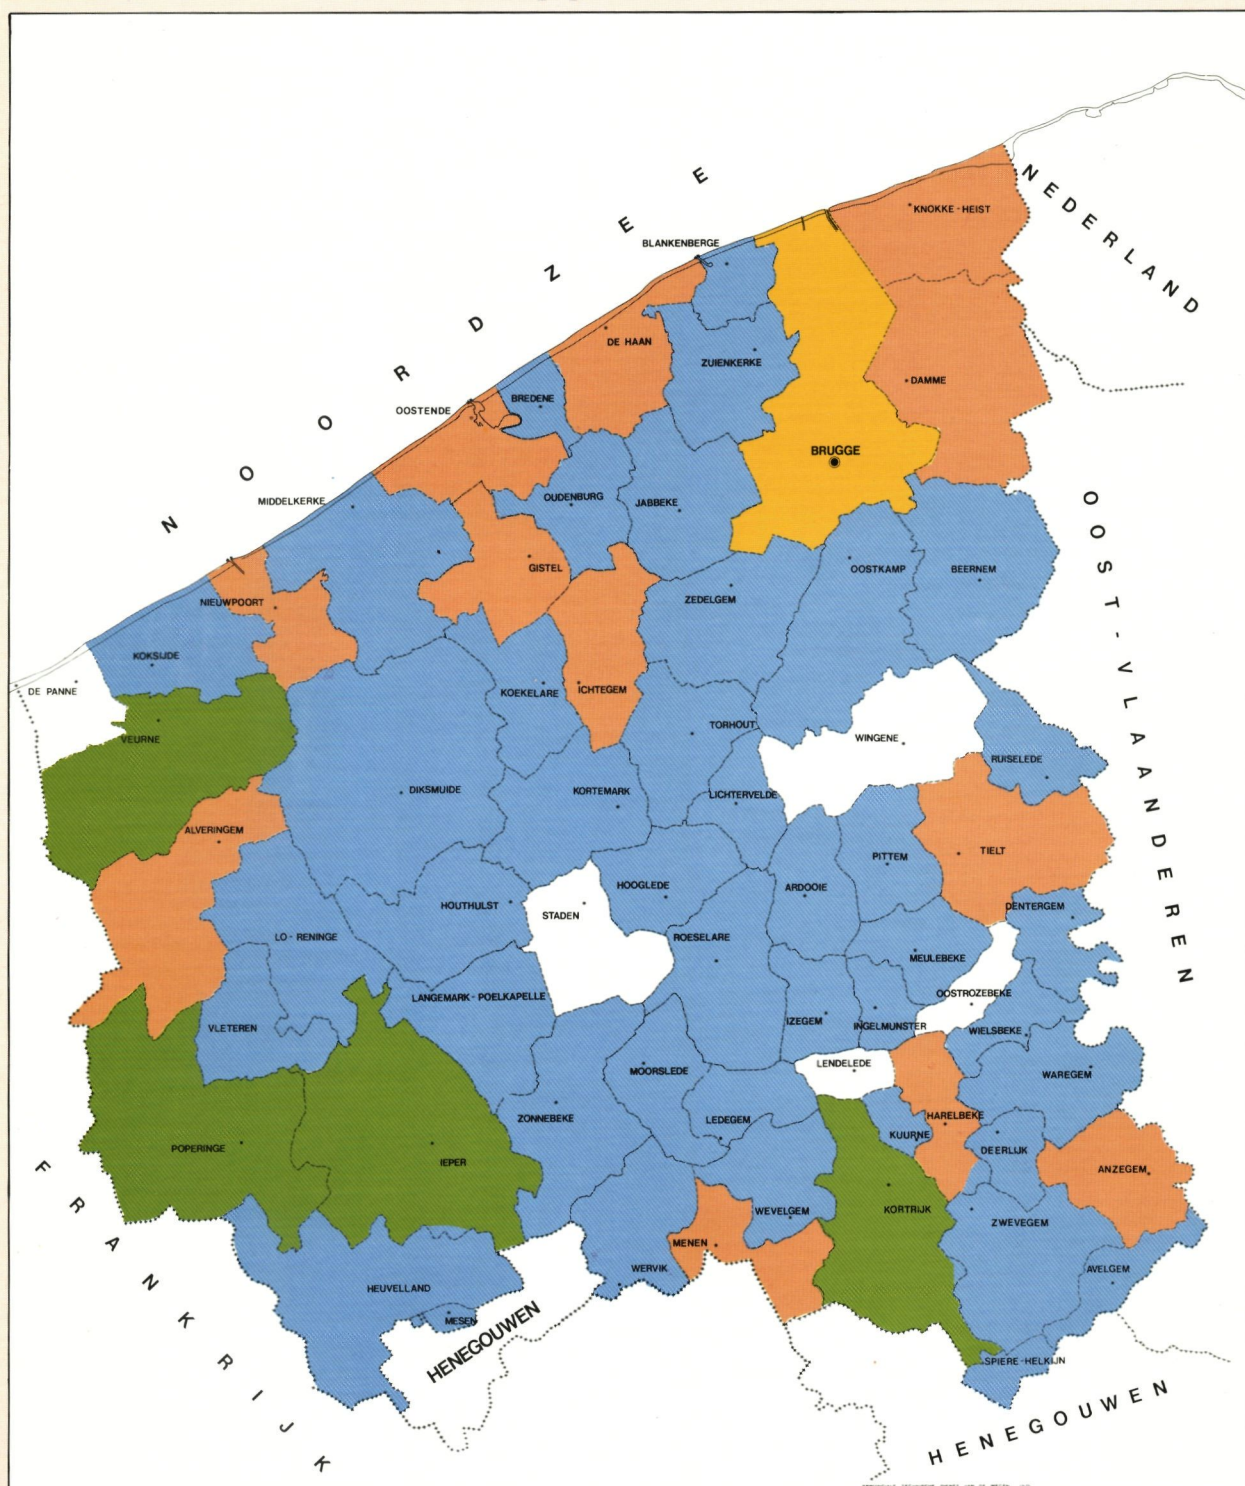 NOORDZEE
NEDERLAND
KNOKKE - HEIST
BLANKENBERGE
DE HAAN
ZUIENKERKE
DAMME
BREDENE
OOSTENDE
BRUGGE
MIDDELKERKE
OUDENBURG
JABBEKE
OOST-VLAANDEREN
GISTEL
OOSTKAMP
BEERNEM
NIEUWPOORT
ZEDELGEM
KOKSIJDE
DE PANNE
KOEKELARE
ICHTEGEM
TORHOUT
WINGENE
VEURNE
RUISELEDE
DIKSMUIDE
KORTEMARK
LICHTERVELDE
ALVERINGEM
TIELT
PITTEM
HOOGLEDE
ARDOOIE
HOUTHULST
STADEN
DENTERGEM
LO - RENINGE
ROESELARE
MEULEBEKE
LANGEMARK - POELKAPELLE
OOSTROZEBEKE
VLETEREN
IZEGEM
INGELMUNSTER
WIELSBEKE
LENDELEDE
MOORSLEDE
WAREGEM
ZONNEBEKE
LEDEGEM
HARELBEKE
KUURNE
DEERLIJK
POPERINGE
IEPER
ANZEGEM
WEVELGEM
KORTRIJK
ZWEVEGEM
MENEN
WERVIK
AVELGEM
HEUVELLAND
MESEN
HENEGOUWEN
SPIERE - HELKIJN
FRANKRIJK
HENEGOUWEN